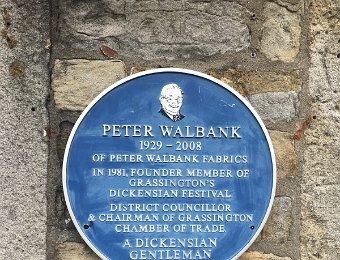 PETER WALBANK
1929 – 2008
OF PETER WALBANK FABRICS
IN 1981, FOUNDER MEMBER OF
GRASSINGTON'S
DICKENSIAN FESTIVAL
DISTRICT COUNCILLOR
& CHAIRMAN OF GRASSINGTON
CHAMBER OF TRADE
A DICKENSIAN
GENTLEMAN